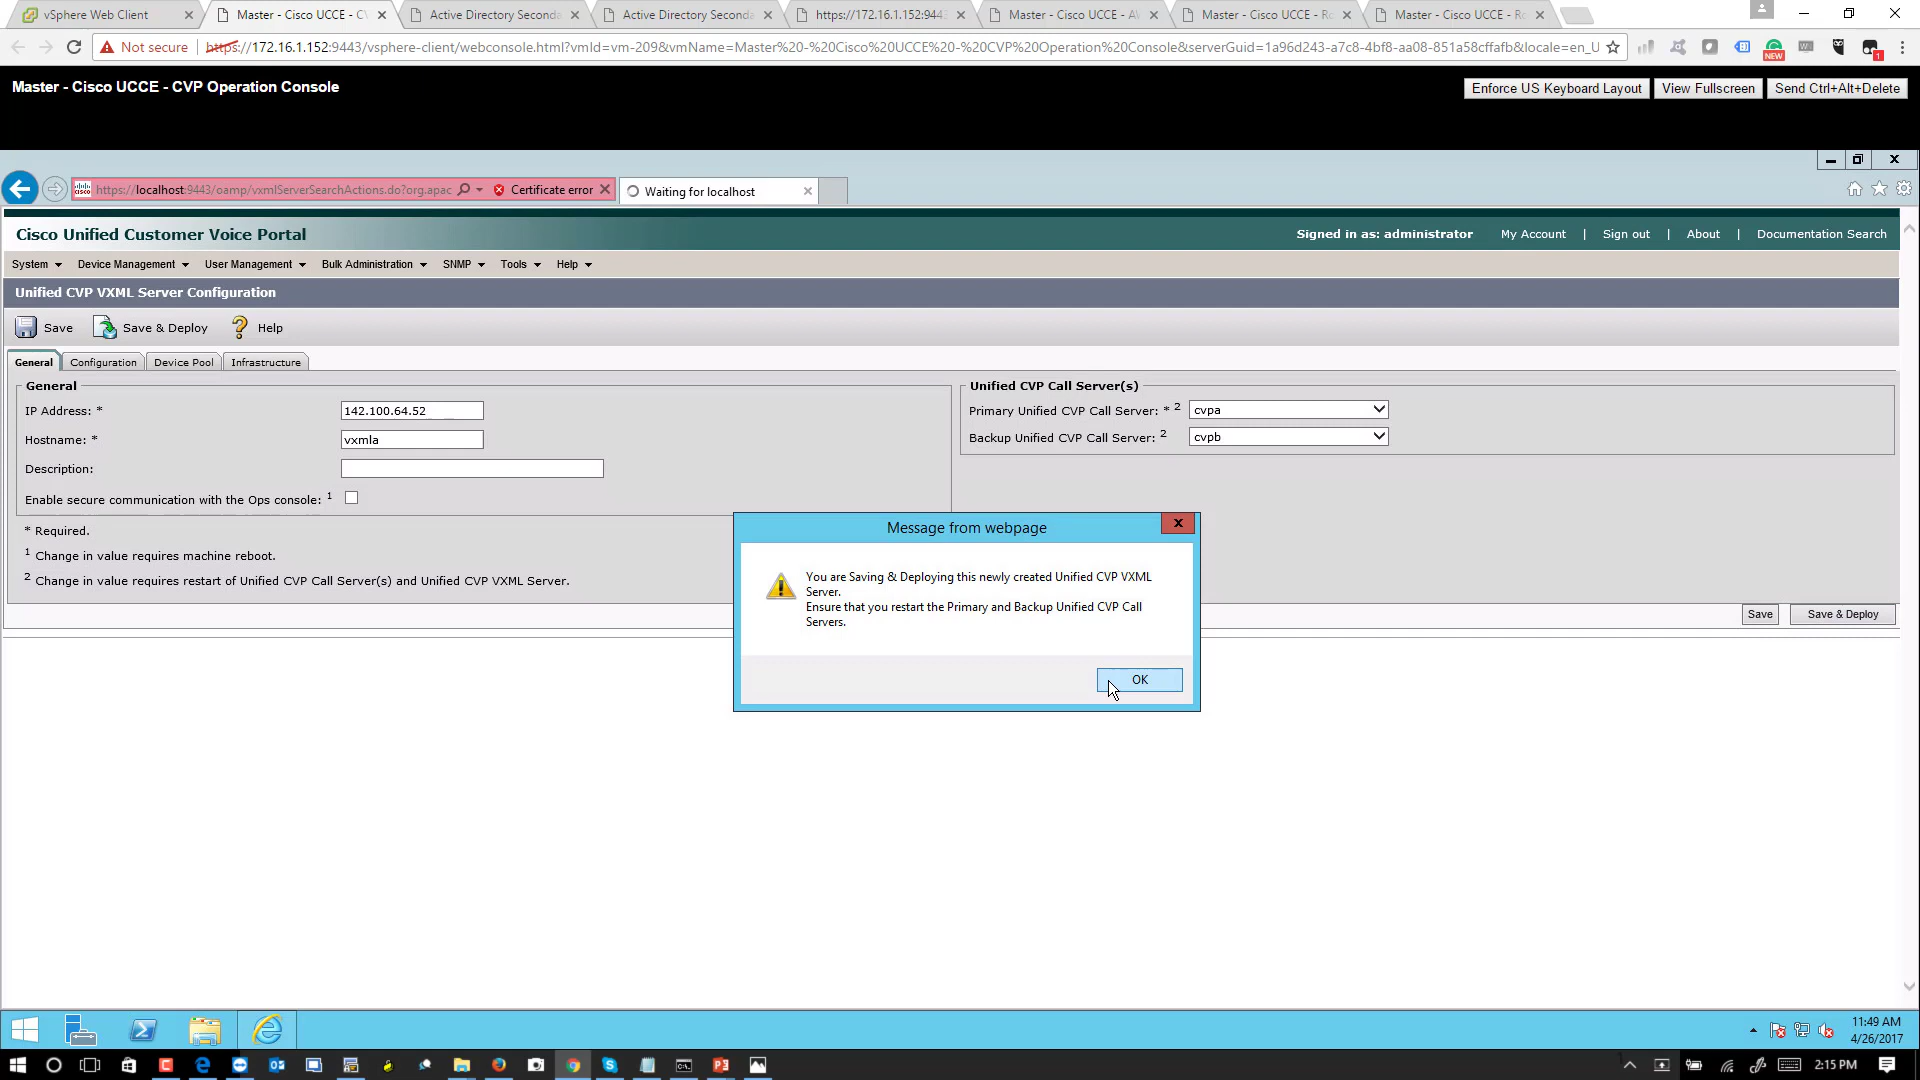 vSphere Web Client
Master - Cisco UCCE - CV
Active Directory Seconda
Active Directory Seconda
https://172.16.1.152:944
Master - Cisco UCCE - AW
Master - Cisco UCCE - Ro
Master - Cisco UCCE - Ro
Not secure https://172.16.1.152:9443/vsphere-client/webconsole.html?vmId=vm-209&vmName=Master%20-%20Cisco%20UCCE%20-%20CVP%20Operation%20Console&serverGuid=1a96d243-a7c8-4bf8-aa08-851a58cffafb&locale=en_U
NEW
1
Master - Cisco UCCE - CVP Operation Console
Enforce US Keyboard Layout View Fullscreen Send Ctrl+Alt+Delete
https://localhost:9443/oamp/vxmlServerSearchActions.do?org.apac Certificate error Waiting for localhost
Cisco Unified Customer Voice Portal
Signed in as: administrator My Account | Sign out | About | Documentation Search
System Device Management User Management Bulk Administration SNMP Tools Help
Unified CVP VXML Server Configuration
Save Save & Deploy Help
General Configuration Device Pool Infrastructure
General
IP Address: * 142.100.64.52
Hostname: * vxmla
Description:
Enable secure communication with the Ops console: 1
Unified CVP Call Server(s)
Primary Unified CVP Call Server: * 2 cvpa
Backup Unified CVP Call Server: 2 cvpb
* Required.
1 Change in value requires machine reboot.
2 Change in value requires restart of Unified CVP Call Server(s) and Unified CVP VXML Server.
Save Save & Deploy
Message from webpage
You are Saving & Deploying this newly created Unified CVP VXML
Server.
Ensure that you restart the Primary and Backup Unified CVP Call
Servers.
OK
11:49 AM
4/26/2017
2:15 PM